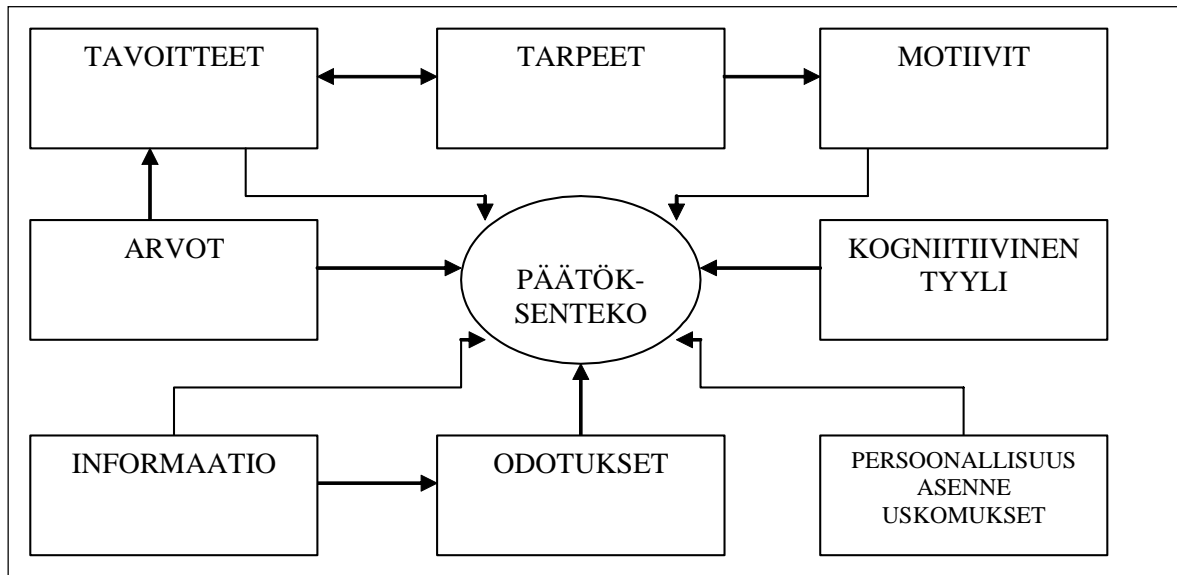 TAVOITTEET
TARPEET
MOTIIVIT
ARVOT
PÄÄTÖK-
SENTEKO
KOGNIITIIVINEN
TYYLI
INFORMAATIO
ODOTUKSET
PERSOONALLISUUS
ASENNE
USKOMUKSET